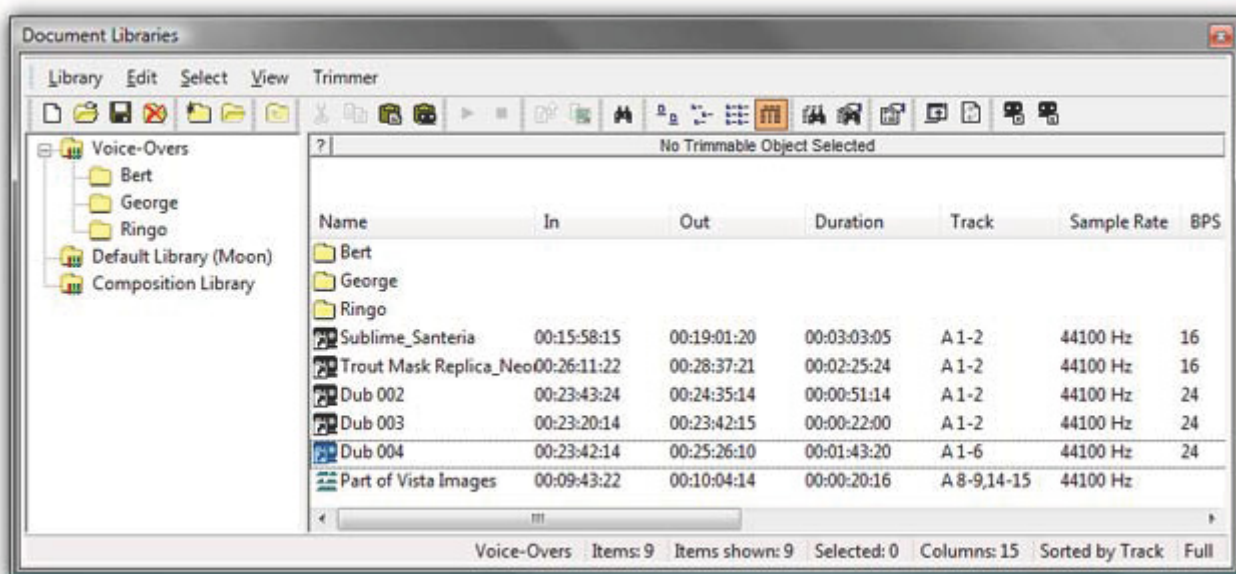 Document Libraries
Library Edit Select View Trimmer
Voice-Overs
Bert
George
Ringo
Default Library (Moon)
Composition Library
? No Trimmable Object Selected
Name In Out Duration Track Sample Rate BPS
Bert
George
Ringo
Sublime_Santeria 00:15:58:15 00:19:01:20 00:03:03:05 A 1-2 44100 Hz 16
Trout Mask Replica_Neo 00:26:11:22 00:28:37:21 00:02:25:24 A 1-2 44100 Hz 16
Dub 002 00:23:43:24 00:24:35:14 00:00:51:14 A 1-2 44100 Hz 24
Dub 003 00:23:20:14 00:23:42:15 00:00:22:00 A 1-2 44100 Hz 24
Dub 004 00:23:42:14 00:25:26:10 00:01:43:20 A 1-6 44100 Hz 24
Part of Vista Images 00:09:43:22 00:10:04:14 00:00:20:16 A 8-9,14-15 44100 Hz
Voice-Overs Items: 9 Items shown: 9 Selected: 0 Columns: 15 Sorted by Track Full